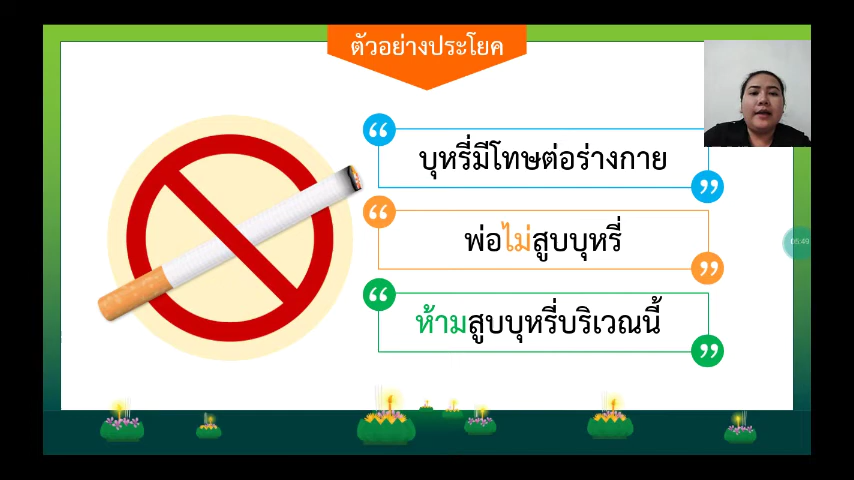 ตัวอย่างประโยค
บุหรี่มีโทษต่อร่างกาย
พ่อไม่สูบบุหรี่
ห้ามสูบบุหรี่บริเวณนี้
05:49